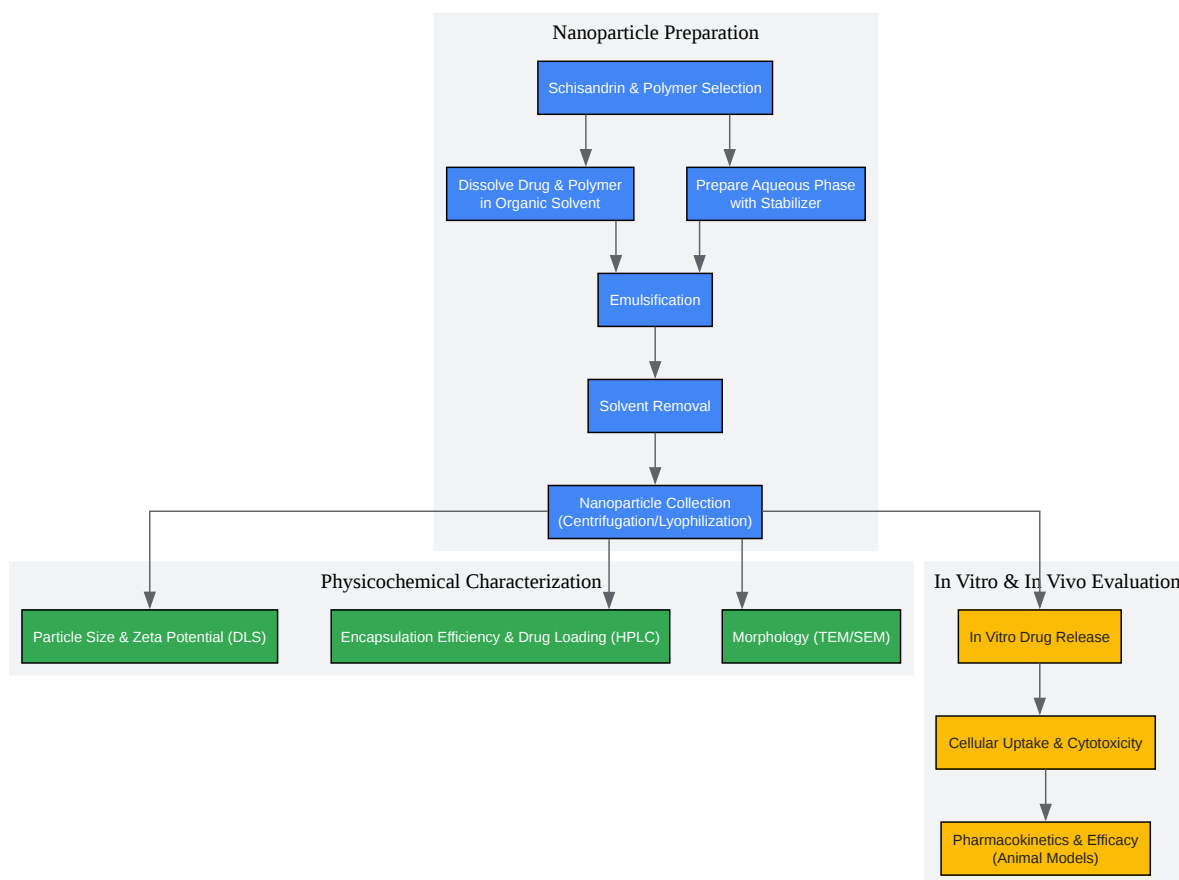 Nanoparticle Preparation
Schisandrin & Polymer Selection
Dissolve Drug & Polymer
in Organic Solvent
Prepare Aqueous Phase
with Stabilizer
Emulsification
Solvent Removal
Nanoparticle Collection
(Centrifugation/Lyophilization)
Physicochemical Characterization
Particle Size & Zeta Potential (DLS)
Encapsulation Efficiency & Drug Loading (HPLC)
Morphology (TEM/SEM)
In Vitro & In Vivo Evaluation
In Vitro Drug Release
Cellular Uptake & Cytotoxicity
Pharmacokinetics & Efficacy
(Animal Models)